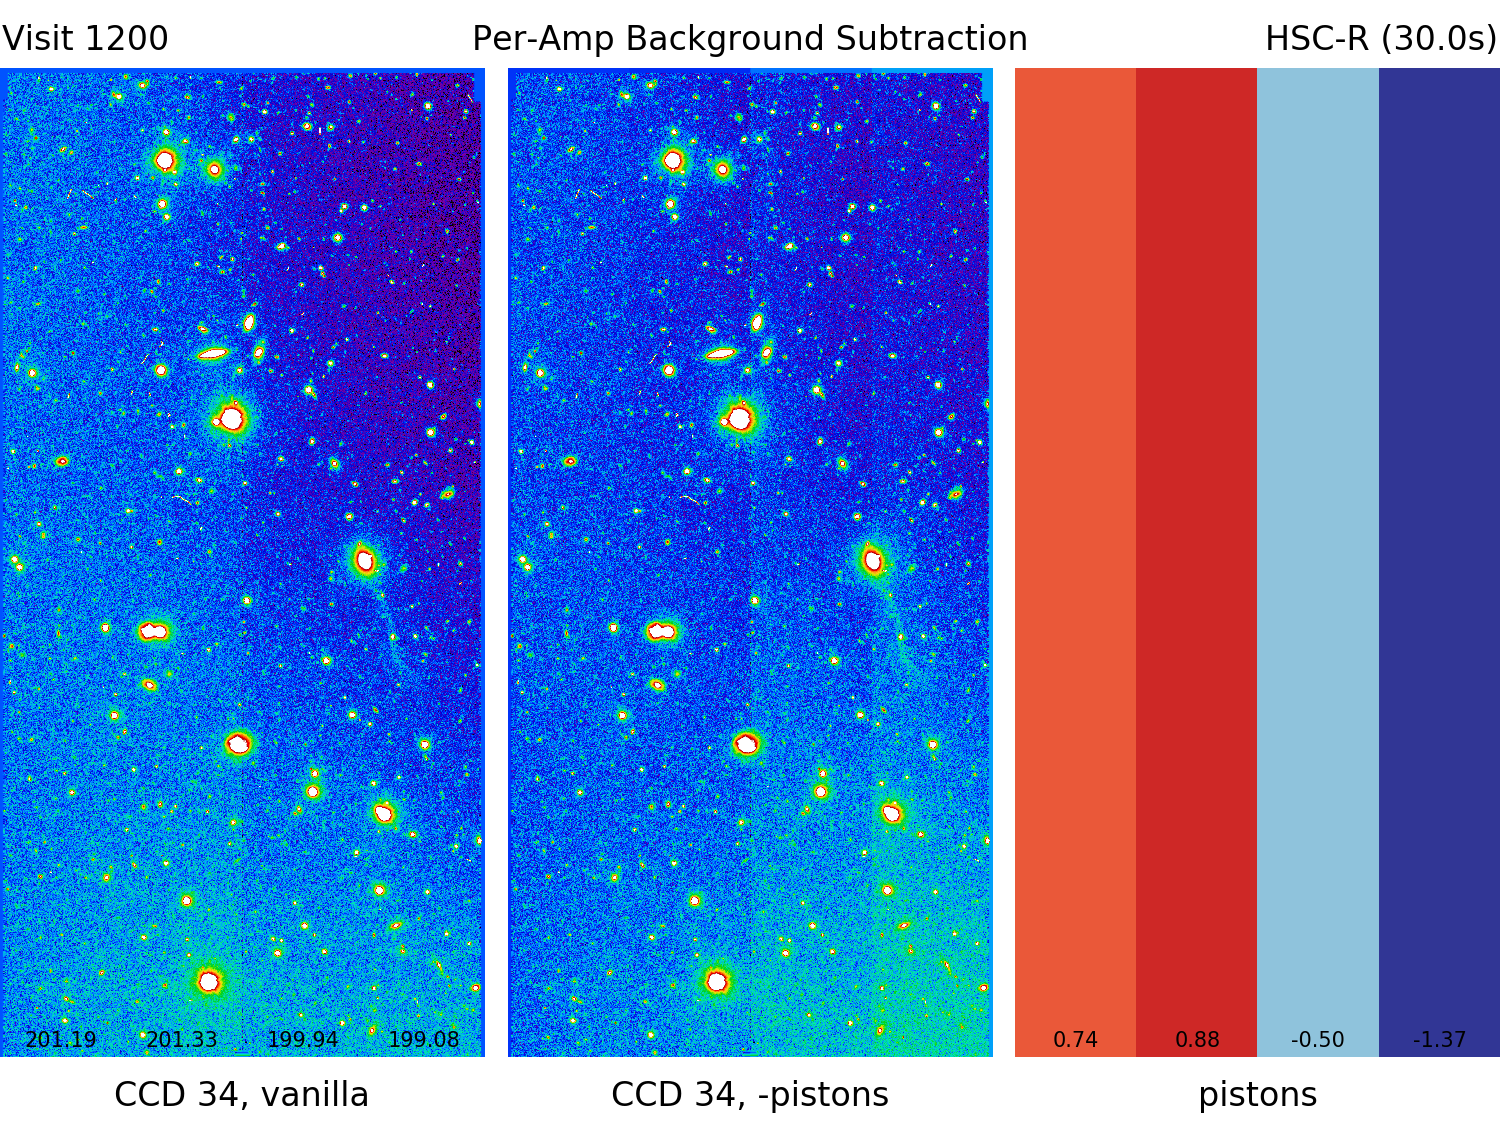 Visit 1200 Per-Amp Background Subtraction HSC-R (30.0s)
201.19 201.33 199.94 199.08 0.74 0.88 -0.50 -1.37
CCD 34, vanilla CCD 34, -pistons pistons